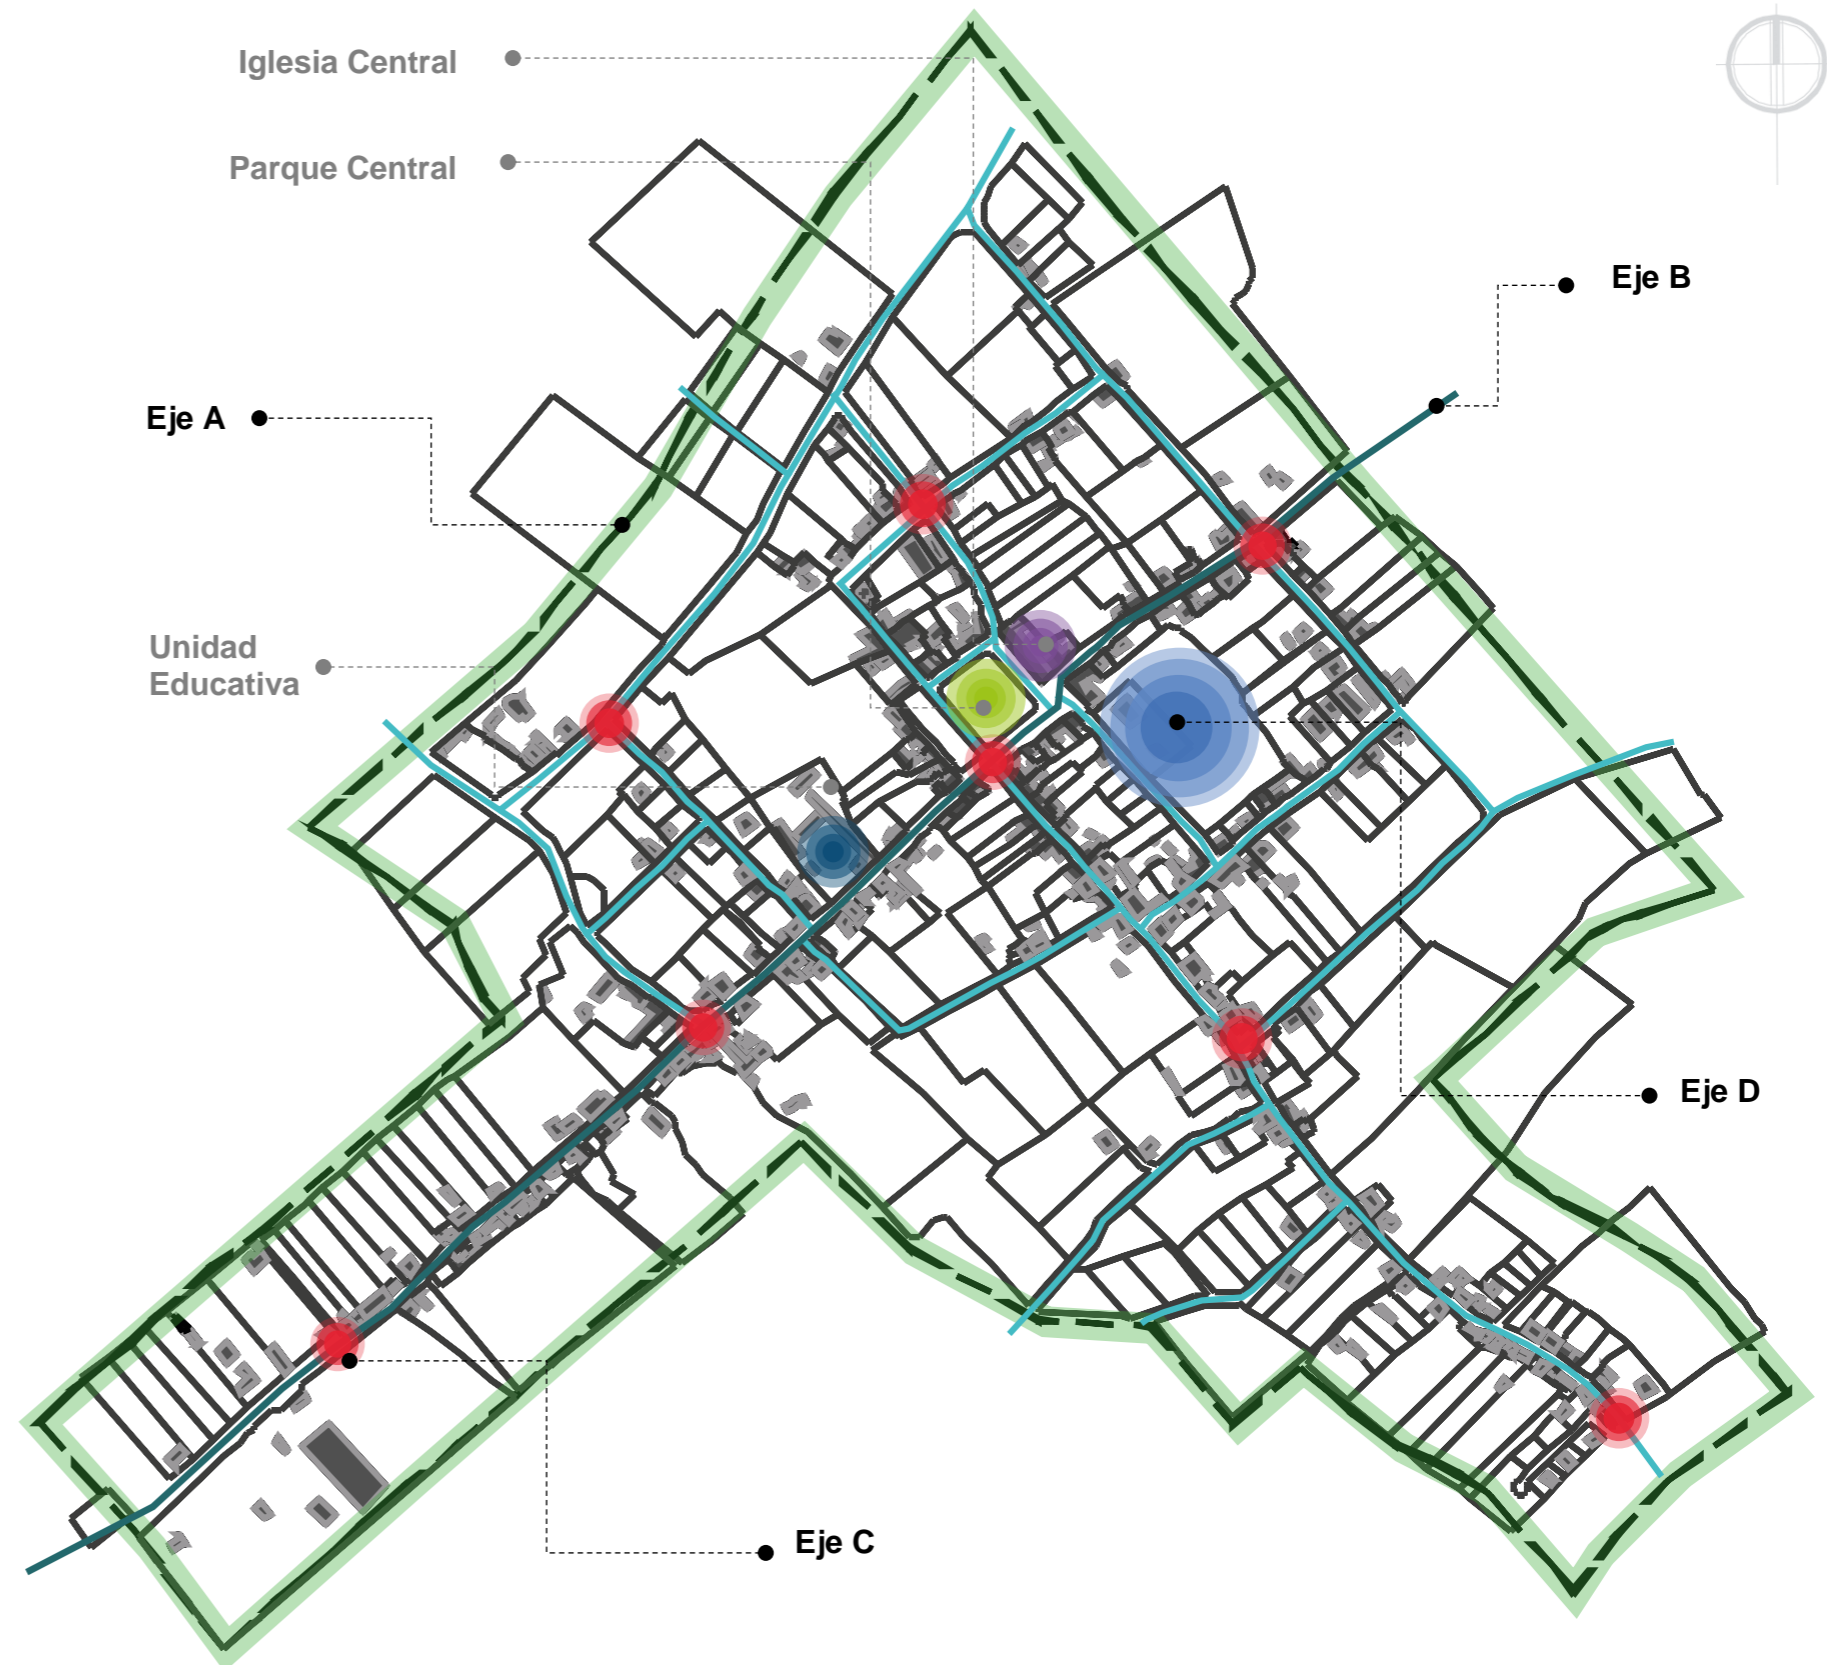 Iglesia Central
Parque Central
Eje B
Eje A
Unidad
Educativa
Eje D
Eje C